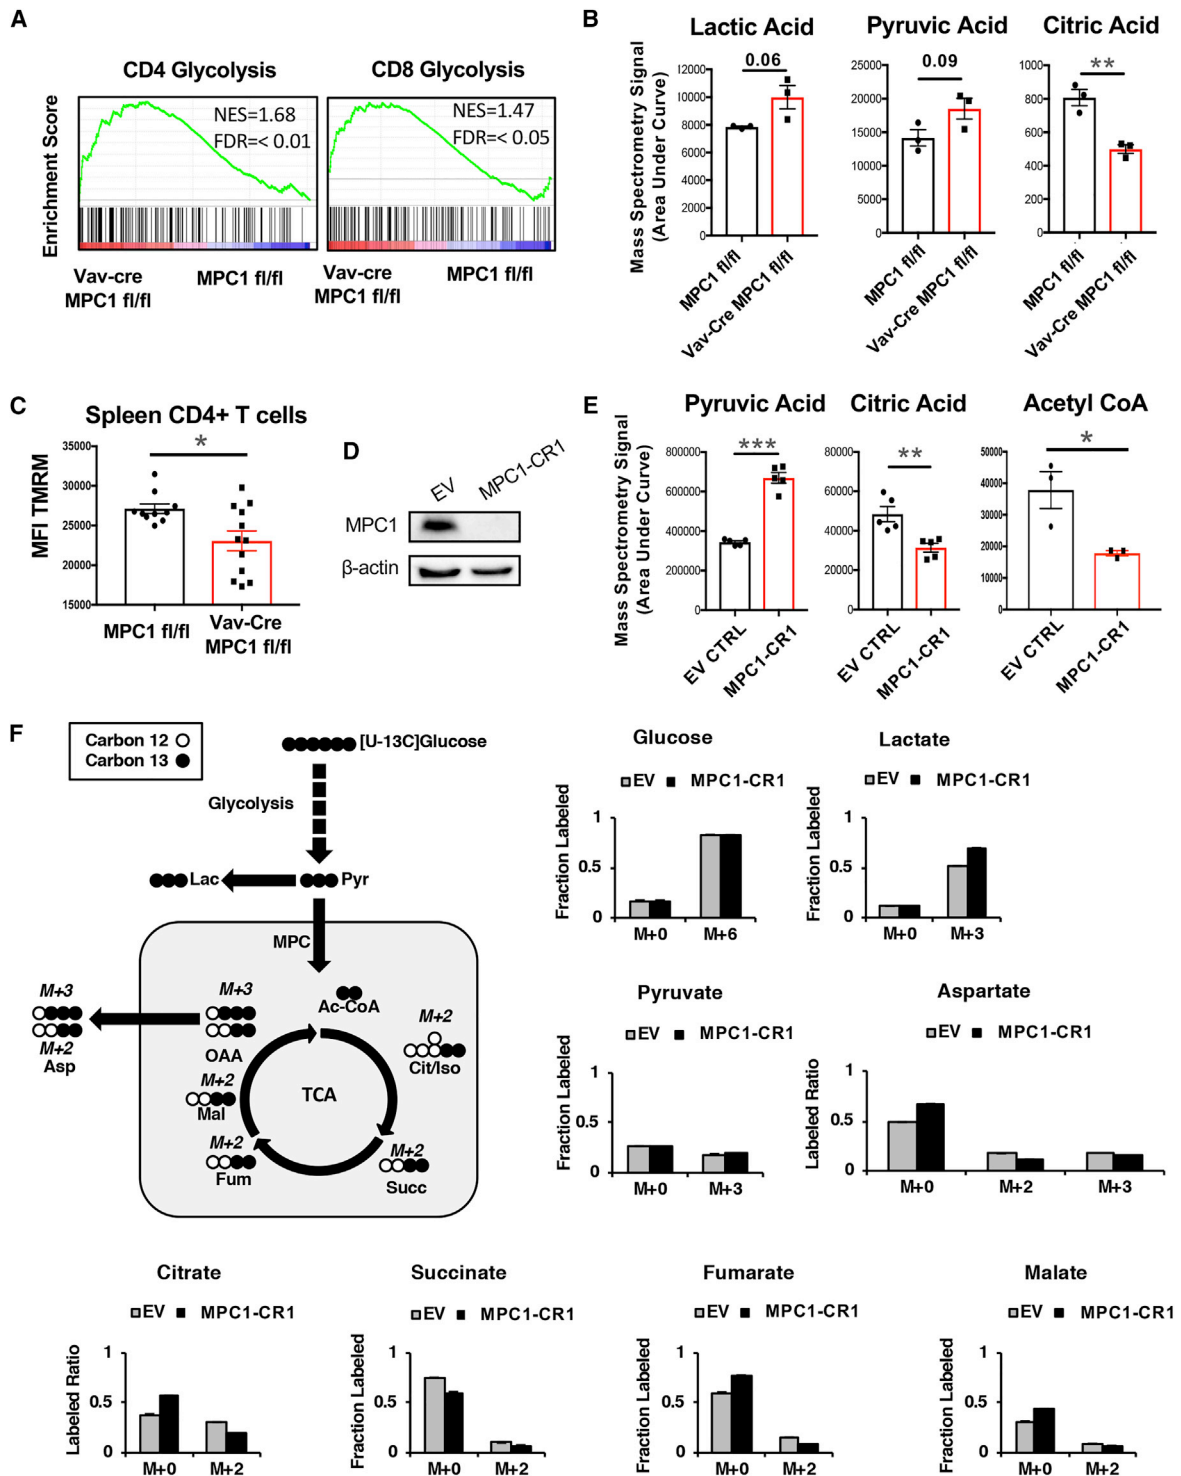 A
CD4 Glycolysis
CD8 Glycolysis
Enrichment Score
NES=1.68
FDR=< 0.01
NES=1.47
FDR=< 0.05
Vav-cre
MPC1 fl/fl
MPC1 fl/fl
Vav-cre
MPC1 fl/fl
MPC1 fl/fl
B
Lactic Acid
Pyruvic Acid
Citric Acid
Mass Spectrometry Signal
(Area Under Curve)
12000
10000
8000
6000
4000
2000
0
0.06
MPC1 fl/fl
Vav-Cre MPC1 fl/fl
25000
20000
15000
10000
5000
0
0.09
MPC1 fl/fl
Vav-Cre MPC1 fl/fl
1000
800
600
400
200
0
**
MPC1 fl/fl
Vav-Cre MPC1 fl/fl
C
Spleen CD4+ T cells
MFI TMRM
35000
30000
25000
20000
15000
*
MPC1 fl/fl
Vav-Cre
MPC1 fl/fl
D
EV
MPC1-CR1
MPC1
β-actin
E
Pyruvic Acid
Citric Acid
Acetyl CoA
Mass Spectrometry Signal
(Area Under Curve)
800000
600000
400000
200000
0
***
EV CTRL
MPC1-CR1
80000
60000
40000
20000
0
**
EV CTRL
MPC1-CR1
50000
40000
30000
20000
10000
0
*
EV CTRL
MPC1-CR1
F
Carbon 12
Carbon 13
[U-13C]Glucose
Glycolysis
Lac
Pyr
MPC
Ac-CoA
M+2
Cit/Iso
M+2
Succ
M+2
Fum
M+2
Mal
M+3
OAA
M+3
M+2
Asp
TCA
Glucose
EV MPC1-CR1
Fraction Labeled
1
0.5
0
M+0 M+6
Lactate
EV MPC1-CR1
Fraction Labeled
1
0.5
0
M+0 M+3
Pyruvate
EV MPC1-CR1
Fraction Labeled
1
0.5
0
M+0 M+3
Aspartate
EV MPC1-CR1
Labeled Ratio
1
0.5
0
M+0 M+2 M+3
Citrate
EV MPC1-CR1
Labeled Ratio
1
0.5
0
M+0 M+2
Succinate
EV MPC1-CR1
Fraction Labeled
1
0.5
0
M+0 M+2
Fumarate
EV MPC1-CR1
Fraction Labeled
1
0.5
0
M+0 M+2
Malate
EV MPC1-CR1
Fraction Labeled
1
0.5
0
M+0 M+2